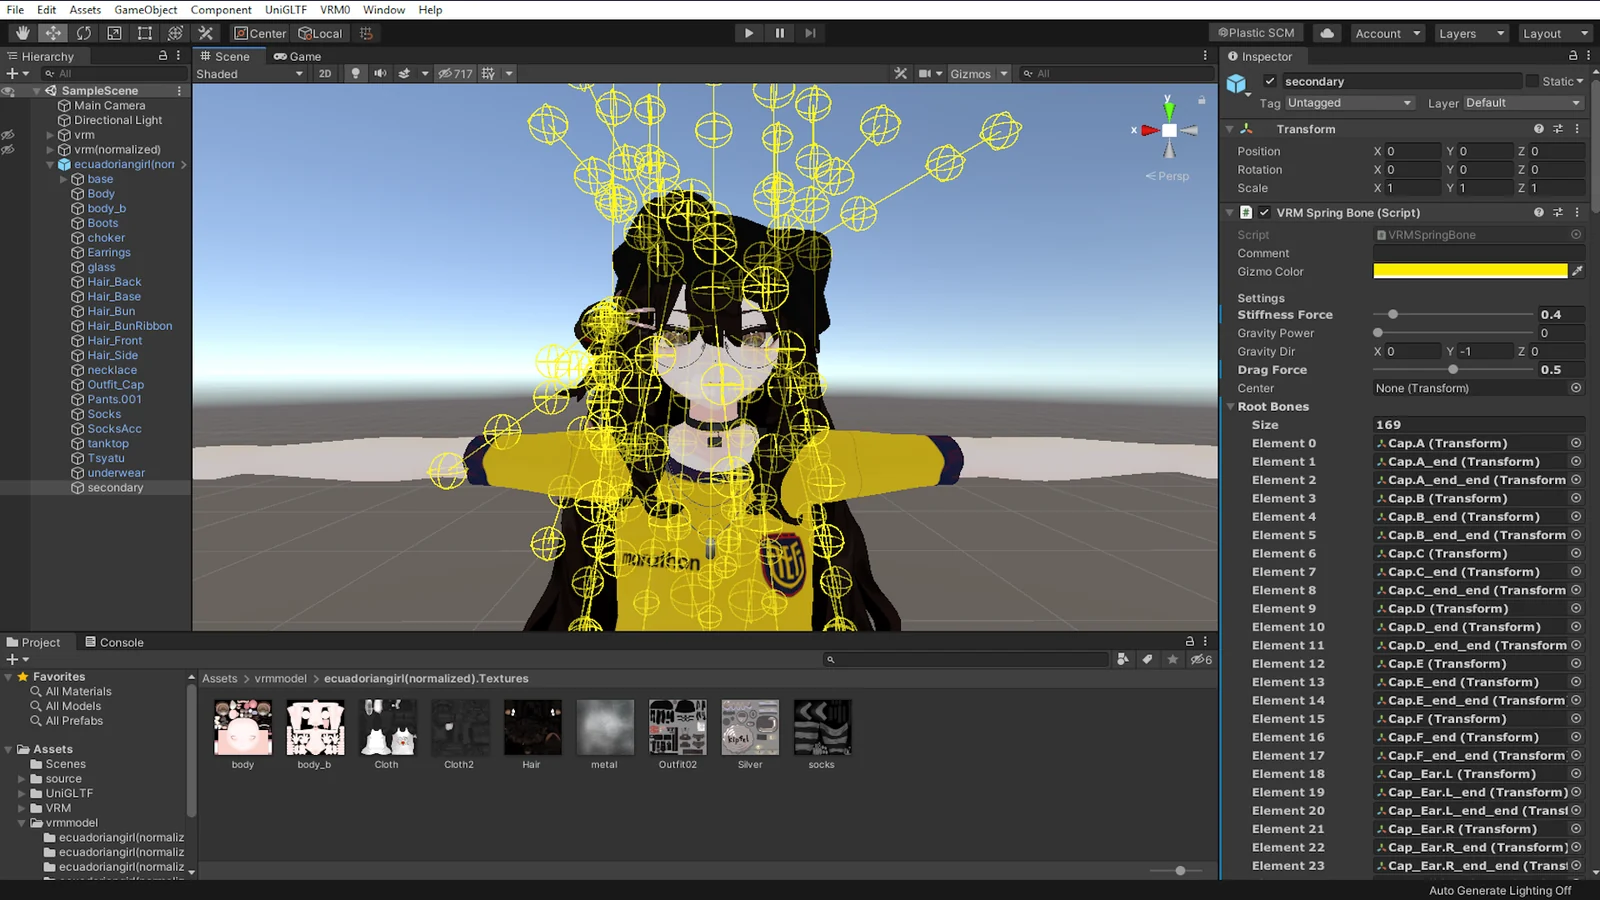 File Edit Assets GameObject Component UniGLTF VRM0 Window Help
Center Local Plastic SCM Account Layers Layout
Hierarchy
All
SampleScene
Main Camera
Directional Light
vrm
vrm(normalized)
ecuadoriangirl(nor
base
Body
body_b
Boots
choker
Earrings
glass
Hair_Back
Hair_Base
Hair_Bun
Hair_BunRibbon
Hair_Front
Hair_Side
necklace
Outfit_Cap
Pants.001
Socks
SocksAcc
tanktop
Tsyatu
underwear
secondary
Scene Game
Shaded 2D 717 Gizmos All
y
x
Persp
marathon
FEF
Inspector
secondary Static
Tag Untagged Layer Default
Transform
Position X 0 Y 0 Z 0
Rotation X 0 Y 0 Z 0
Scale X 1 Y 1 Z 1
VRM Spring Bone (Script)
Script VRMSpringBone
Comment
Gizmo Color
Settings
Stiffness Force 0.4
Gravity Power 0
Gravity Dir X 0 Y -1 Z 0
Drag Force 0.5
Center None (Transform)
Root Bones
Size 169
Element 0 Cap.A (Transform)
Element 1 Cap.A_end (Transform)
Element 2 Cap.A_end_end (Transform
Element 3 Cap.B (Transform)
Element 4 Cap.B_end (Transform)
Element 5 Cap.B_end_end (Transform
Element 6 Cap.C (Transform)
Element 7 Cap.C_end (Transform)
Element 8 Cap.C_end_end (Transform
Element 9 Cap.D (Transform)
Element 10 Cap.D_end (Transform)
Element 11 Cap.D_end_end (Transform
Element 12 Cap.E (Transform)
Element 13 Cap.E_end (Transform)
Element 14 Cap.E_end_end (Transform
Element 15 Cap.F (Transform)
Element 16 Cap.F_end (Transform)
Element 17 Cap.F_end_end (Transform
Element 18 Cap_Ear.L (Transform)
Element 19 Cap_Ear.L_end (Transform)
Element 20 Cap_Ear.L_end_end (Transf
Element 21 Cap_Ear.R (Transform)
Element 22 Cap_Ear.R_end (Transform)
Element 23 Cap_Ear.R_end_end (Trans
Project Console
6
Favorites
All Materials
All Models
All Prefabs
Assets
Scenes
source
UniGLTF
VRM
vrmmodel
ecuadoriangirl(normaliz
ecuadoriangirl(normaliz
ecuadoriangirl(normaliz
Assets > vrmmodel > ecuadoriangirl(normalized).Textures
kipfel
body body_b Cloth Cloth2 Hair metal Outfit02 Silver socks
Auto Generate Lighting Off